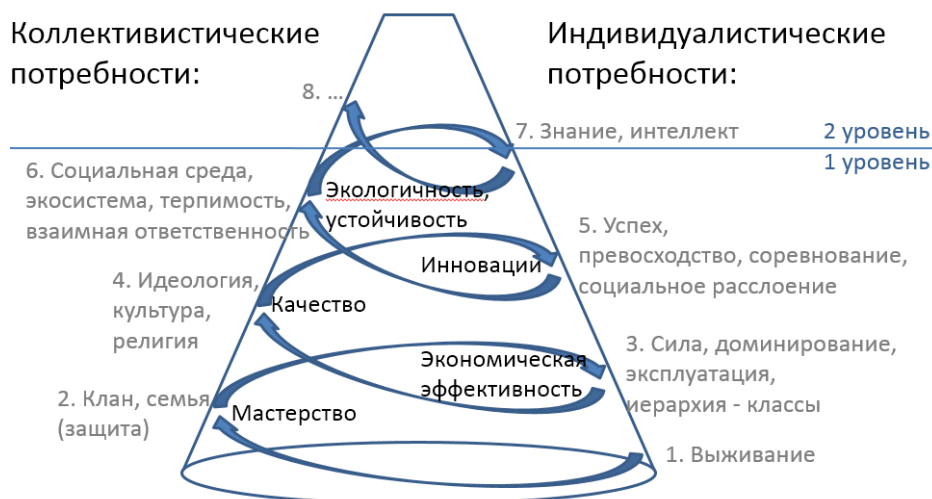 Коллективистические
потребности:
Индивидуалистические
потребности:
8. ...
7. Знание, интеллект
2 уровень
1 уровень
6. Социальная среда,
экосистема, терпимость,
взаимная ответственность
Экологичность,
устойчивость
5. Успех,
превосходство, соревнование,
социальное расслоение
Инновации
4. Идеология,
культура,
религия
Качество
3. Сила, доминирование,
эксплуатация,
иерархия - классы
Экономическая
эффективность
2. Клан, семья
(защита)
Мастерство
1. Выживание